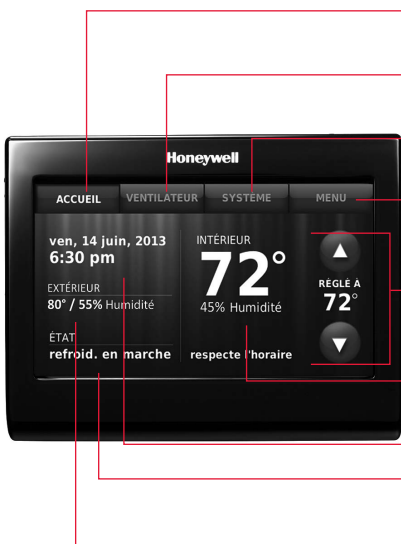 Honeywell
ACCUEIL VENTILATEUR SYSTÈME MENU
ven, 14 juin, 2013
6:30 pm
EXTÉRIEUR
80° / 55% Humidité
ÉTAT
refroid. en marche
INTÉRIEUR
72°
45% Humidité
respecte l'horaire
RÉGLÉ À
72°